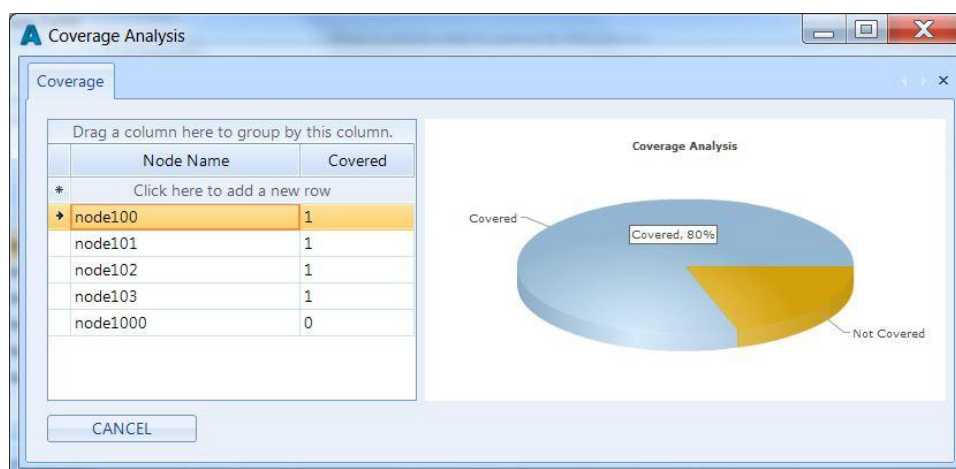 Coverage Analysis
Coverage
Drag a column here to group by this column.
Node Name Covered
Click here to add a new row
node100 1
node101 1
node102 1
node103 1
node1000 0
CANCEL
Coverage Analysis
Covered
Covered, 80%
Not Covered